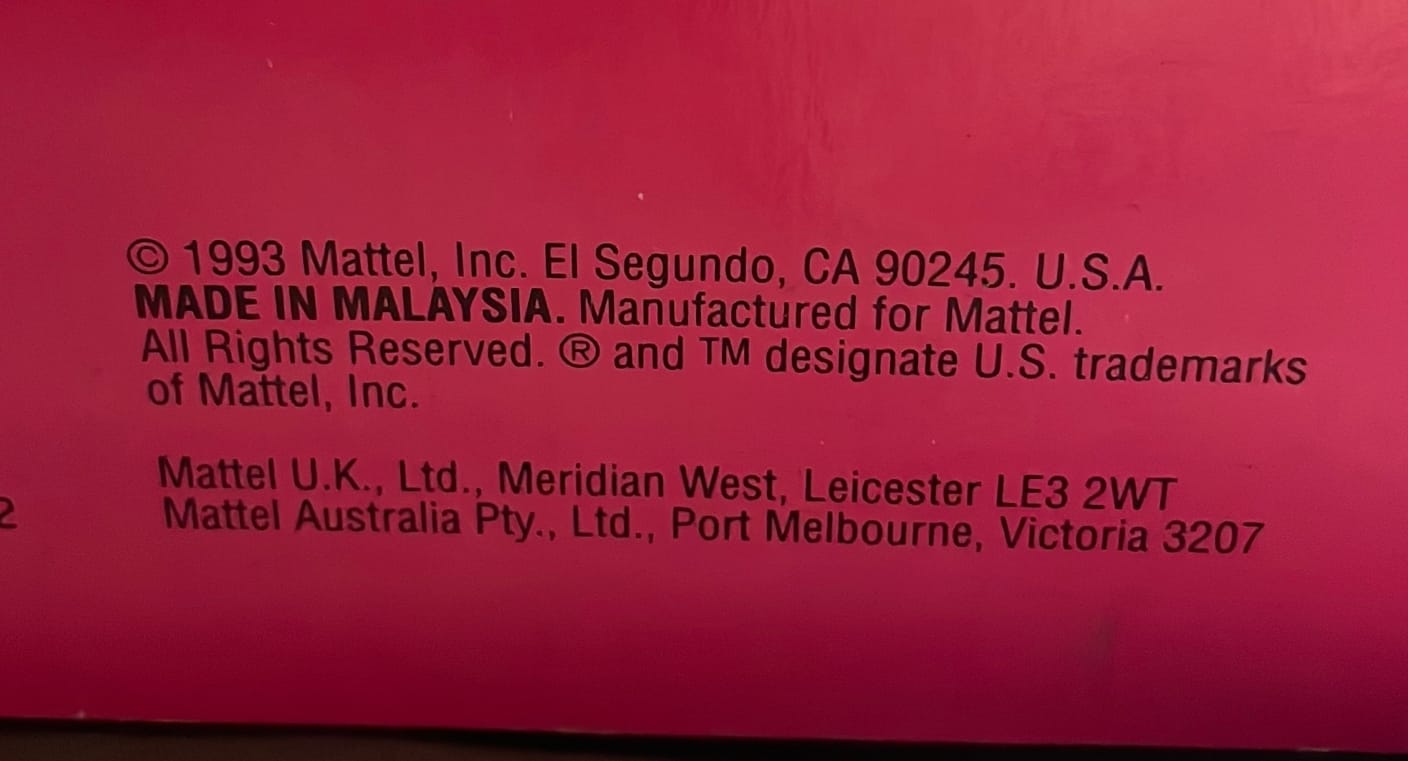 © 1993 Mattel, Inc. El Segundo, CA 90245. U.S.A.
MADE IN MALAYSIA. Manufactured for Mattel.
All Rights Reserved. ® and TM designate U.S. trademarks
of Mattel, Inc.
Mattel U.K., Ltd., Meridian West, Leicester LE3 2WT
2
Mattel Australia Pty., Ltd., Port Melbourne, Victoria 3207